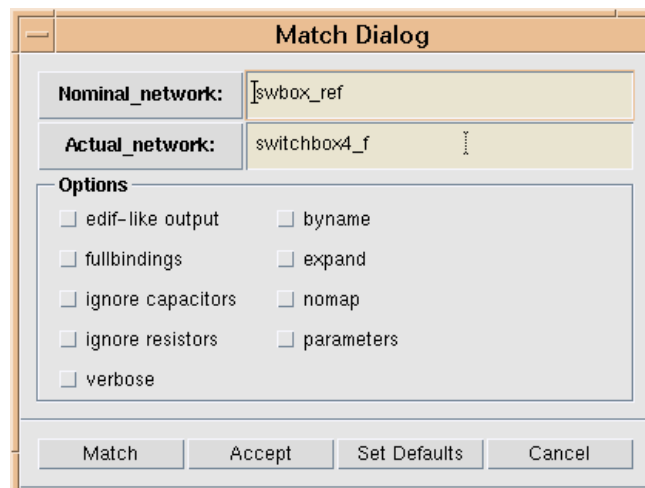 Match Dialog
Nominal_network: swbox_ref
Actual_network: switchbox4_f
Options
edif-like output byname
fullbindings expand
ignore capacitors nomap
ignore resistors parameters
verbose
Match Accept Set Defaults Cancel